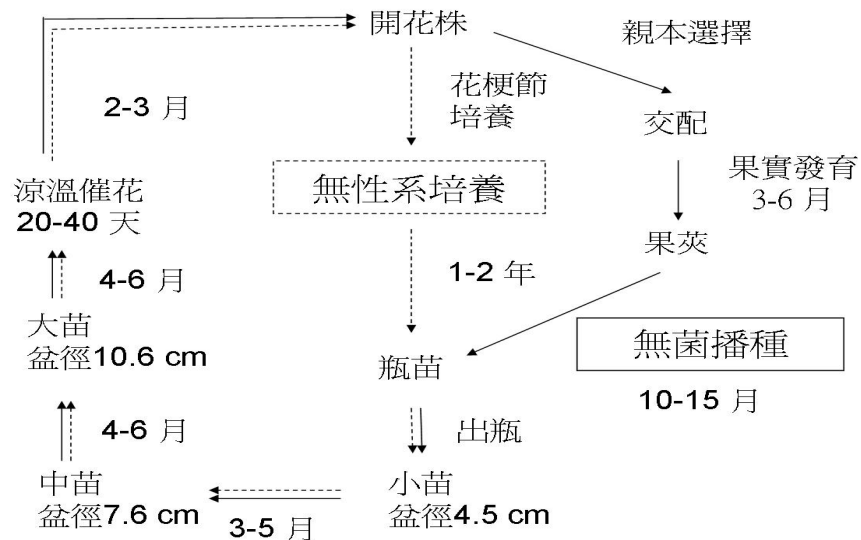 開花株
親本選擇
2-3 月
花梗節
培養
交配
果實發育
3-6 月
無性系培養
涼溫催花
20-40 天
果莢
1-2 年
4-6 月
大苗
盆徑10.6 cm
瓶苗
無菌播種
10-15 月
4-6 月
出瓶
中苗
盆徑7.6 cm
3-5 月
小苗
盆徑4.5 cm